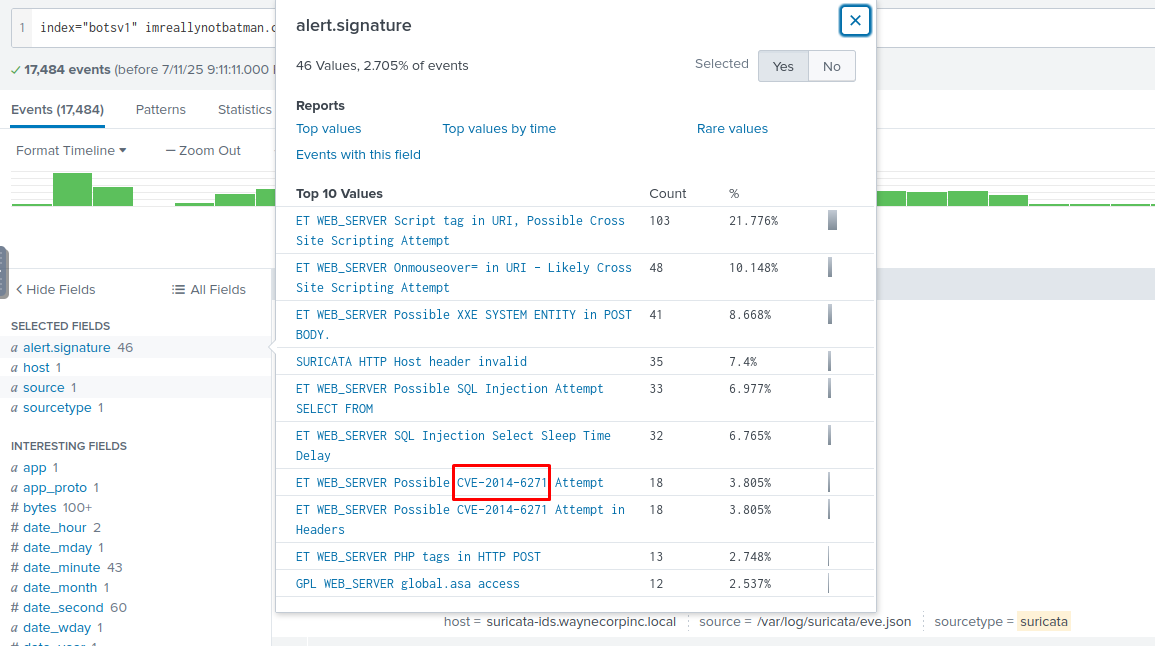 1 index="botsv1" imreallynotbatman.c
✓ 17,484 events (before 7/11/25 9:11:11.000
Events (17,484) Patterns Statistics
Format Timeline — Zoom Out
Hide Fields All Fields
SELECTED FIELDS
a alert.signature 46
a host 1
a source 1
a sourcetype 1
INTERESTING FIELDS
a app 1
a app_proto 1
# bytes 100+
# date_hour 2
# date_mday 1
# date_minute 43
a date_month 1
# date_second 60
a date_wday 1
# date_year 1
alert.signature
46 Values, 2.705% of events
Selected Yes No
Reports
Top values Top values by time Rare values
Events with this field
Top 10 Values Count %
ET WEB_SERVER Script tag in URI, Possible Cross 103 21.776%
Site Scripting Attempt
ET WEB_SERVER Onmouseover= in URI - Likely Cross 48 10.148%
Site Scripting Attempt
ET WEB_SERVER Possible XXE SYSTEM ENTITY in POST 41 8.668%
BODY.
SURICATA HTTP Host header invalid 35 7.4%
ET WEB_SERVER Possible SQL Injection Attempt 33 6.977%
SELECT FROM
ET WEB_SERVER SQL Injection Select Sleep Time 32 6.765%
Delay
ET WEB_SERVER Possible CVE-2014-6271 Attempt 18 3.805%
ET WEB_SERVER Possible CVE-2014-6271 Attempt in 18 3.805%
Headers
ET WEB_SERVER PHP tags in HTTP POST 13 2.748%
GPL WEB_SERVER global.asa access 12 2.537%
host = suricata-ids.waynecorpinc.local source = /var/log/suricata/eve.json sourcetype = suricata